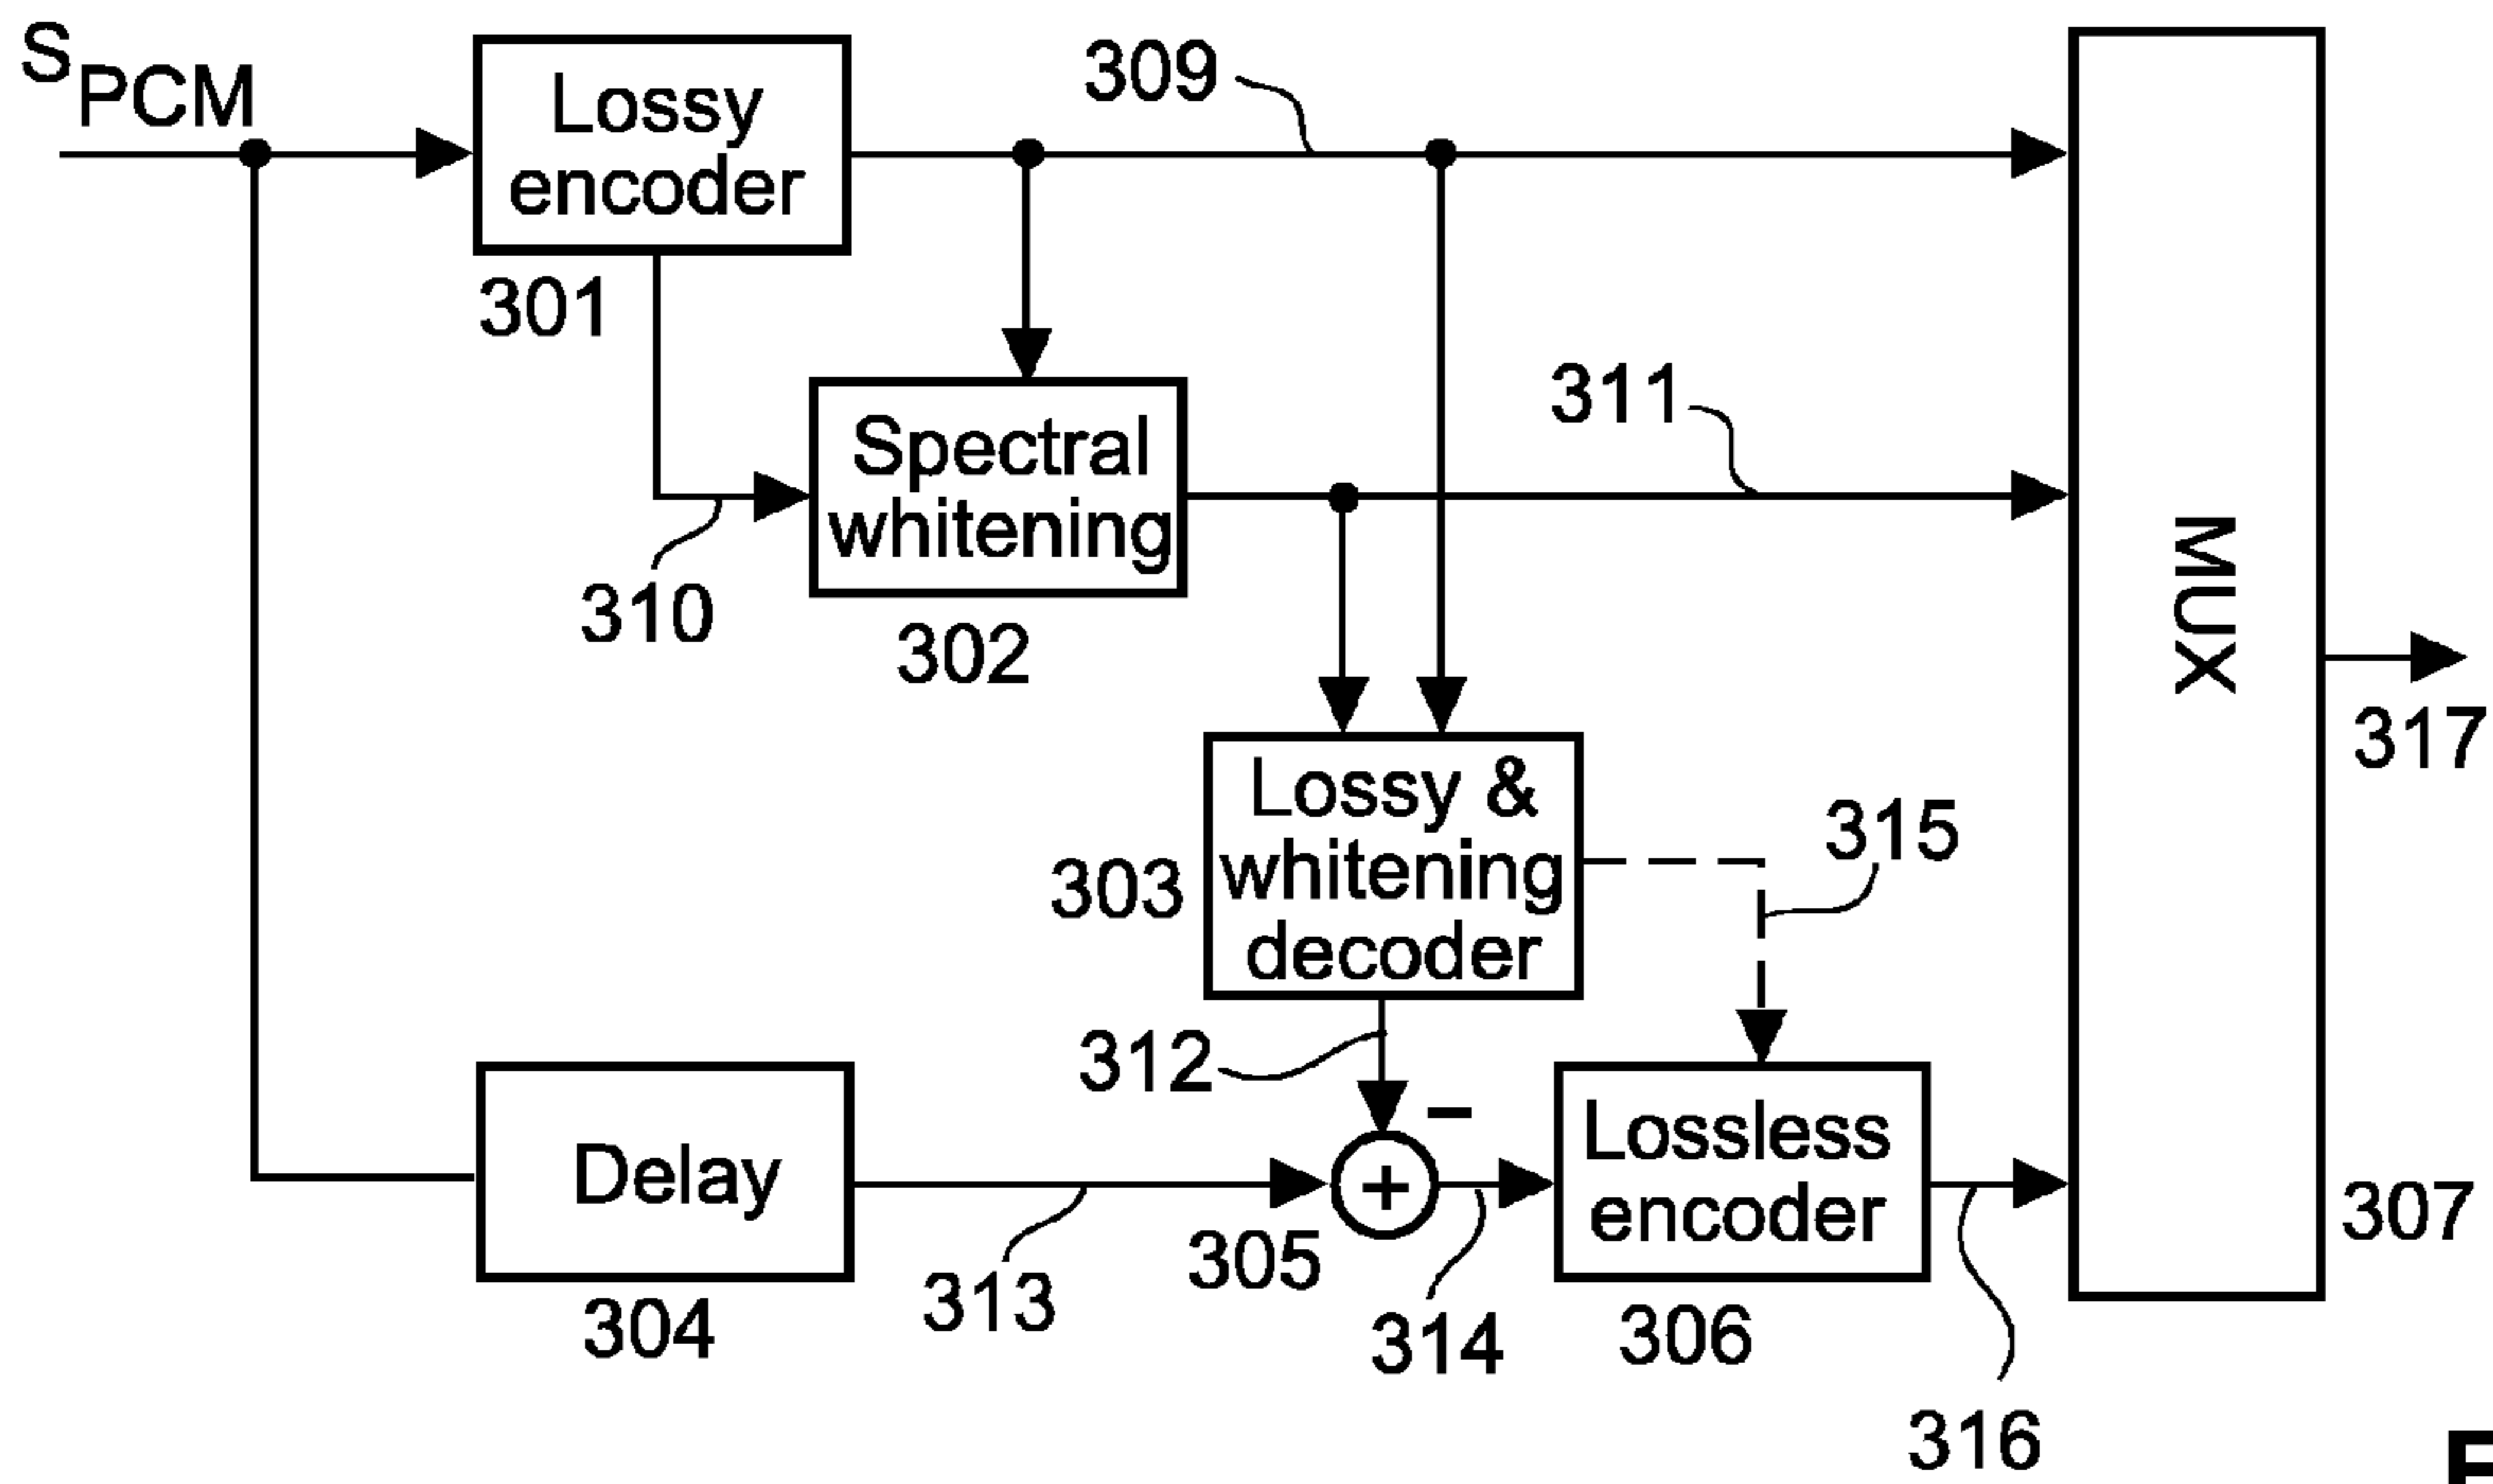 S PCM
Lossy
encoder
301
309
310
Spectral
whitening
302
311
MUX
317
Lossy &
whitening
decoder
303
315
312
−
Delay
304
313
+
305
314
Lossless
encoder
306
316
307